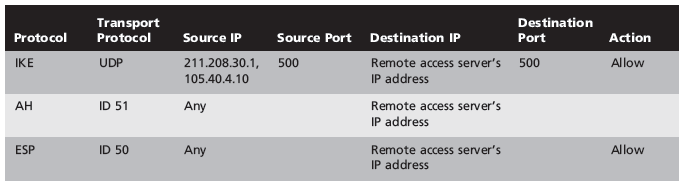 Protocol Transport Protocol Source IP Source Port Destination IP Destination Port Action
IKE UDP 211.208.30.1, 500 Remote access server's 500 Allow
105.40.4.10 IP address
AH ID 51 Any Remote access server's
IP address
ESP ID 50 Any Remote access server's Allow
IP address